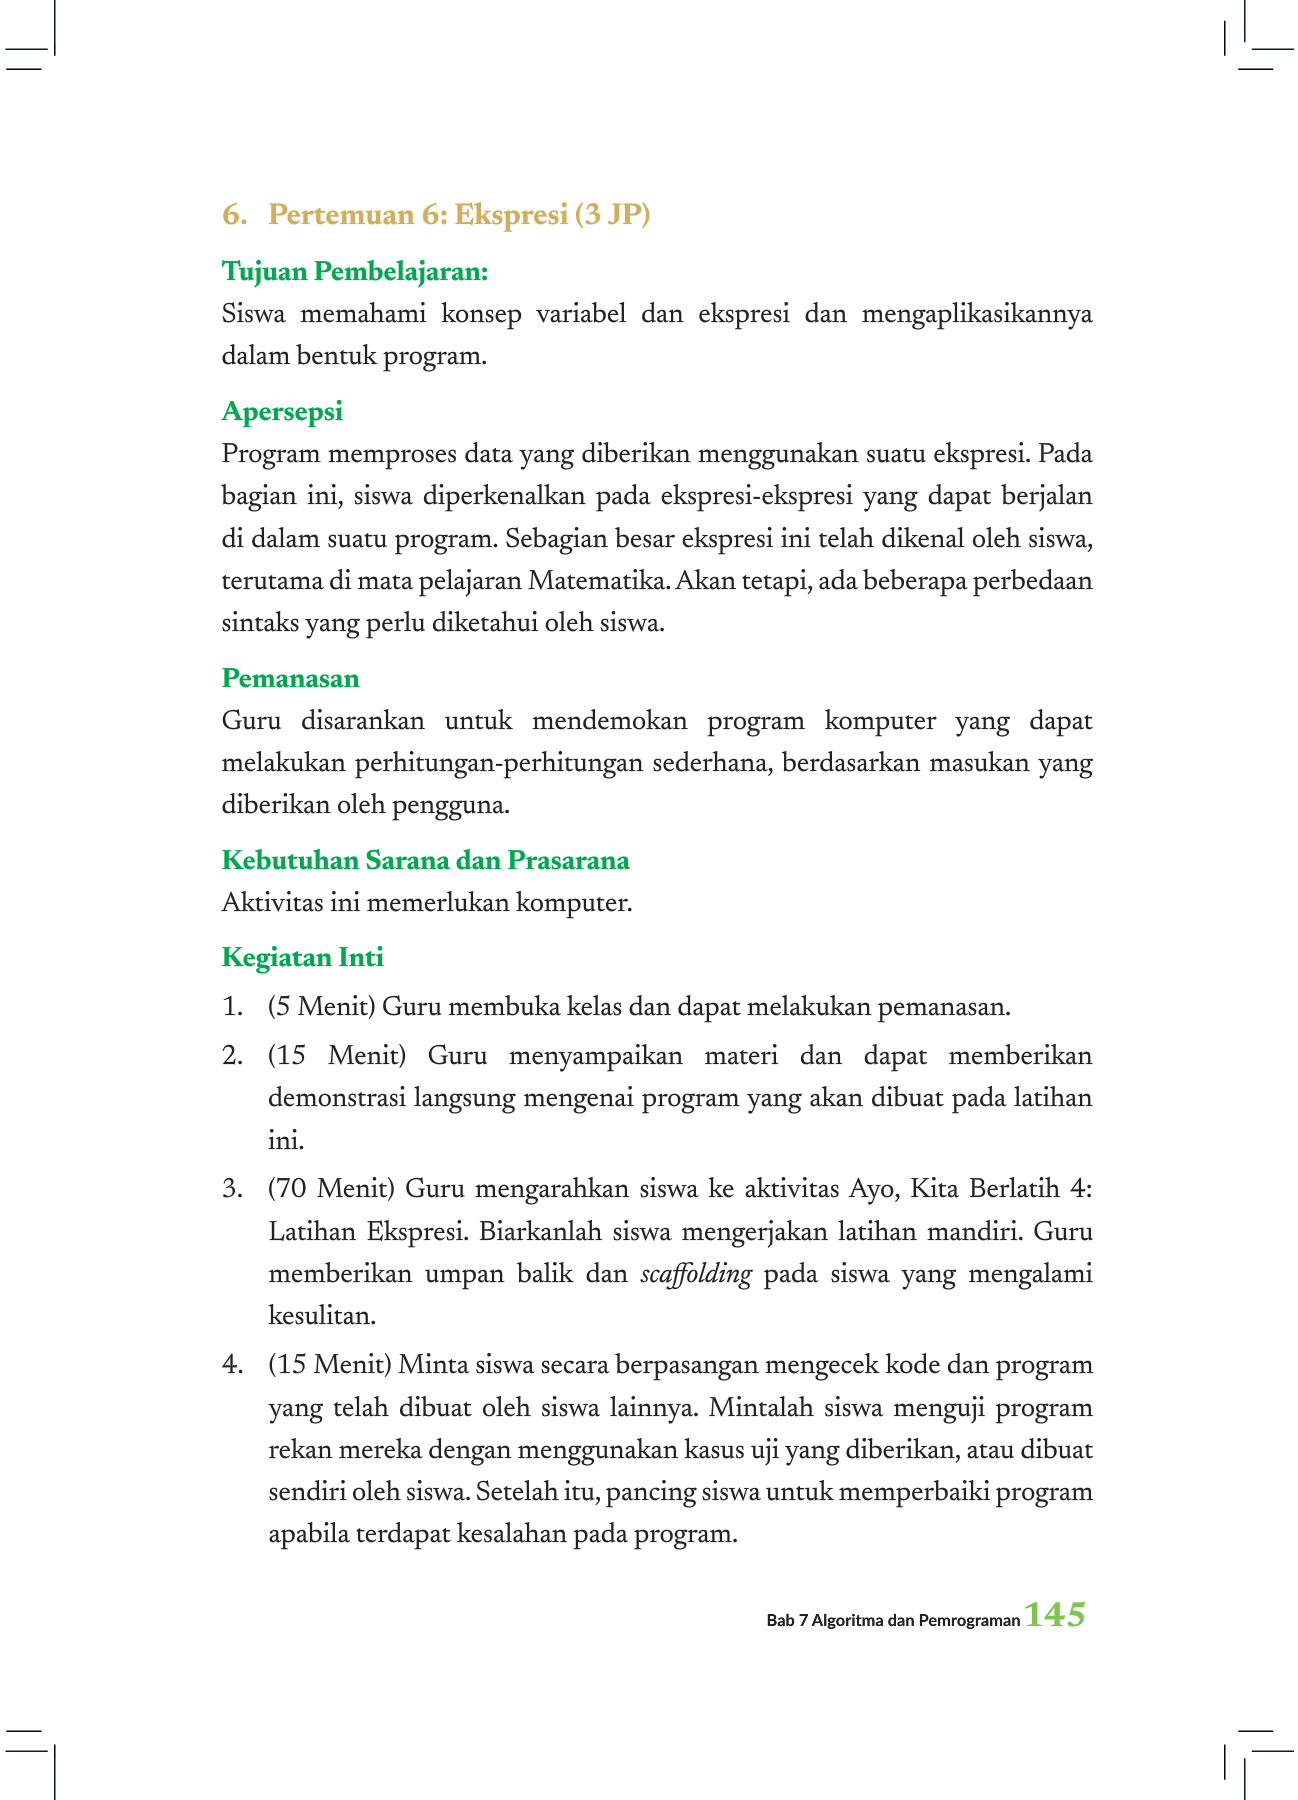 6. Pertemuan 6: Ekspresi (3 JP)
Tujuan Pembelajaran:
Siswa memahami konsep variabel dan ekspresi dan mengaplikasikannya
dalam bentuk program.
Apersepsi
Program memproses data yang diberikan menggunakan suatu ekspresi. Pada
bagian ini, siswa diperkenalkan pada ekspresi-ekspresi yang dapat berjalan
di dalam suatu program. Sebagian besar ekspresi ini telah dikenal oleh siswa,
terutama di mata pelajaran Matematika. Akan tetapi, ada beberapa perbedaan
sintaks yang perlu diketahui oleh siswa.
Pemanasan
Guru disarankan untuk mendemokan program komputer yang dapat
melakukan perhitungan-perhitungan sederhana, berdasarkan masukan yang
diberikan oleh pengguna.
Kebutuhan Sarana dan Prasarana
Aktivitas ini memerlukan komputer.
Kegiatan Inti
1. (5 Menit) Guru membuka kelas dan dapat melakukan pemanasan.
2. (15 Menit) Guru menyampaikan materi dan dapat memberikan
demonstrasi langsung mengenai program yang akan dibuat pada latihan
ini.
3. (70 Menit) Guru mengarahkan siswa ke aktivitas Ayo, Kita Berlatih 4:
Latihan Ekspresi. Biarkanlah siswa mengerjakan latihan mandiri. Guru
memberikan umpan balik dan scaffolding pada siswa yang mengalami
kesulitan.
4. (15 Menit) Minta siswa secara berpasangan mengecek kode dan program
yang telah dibuat oleh siswa lainnya. Mintalah siswa menguji program
rekan mereka dengan menggunakan kasus uji yang diberikan, atau dibuat
sendiri oleh siswa. Setelah itu, pancing siswa untuk memperbaiki program
apabila terdapat kesalahan pada program.
Bab 7 Algoritma dan Pemrograman 145